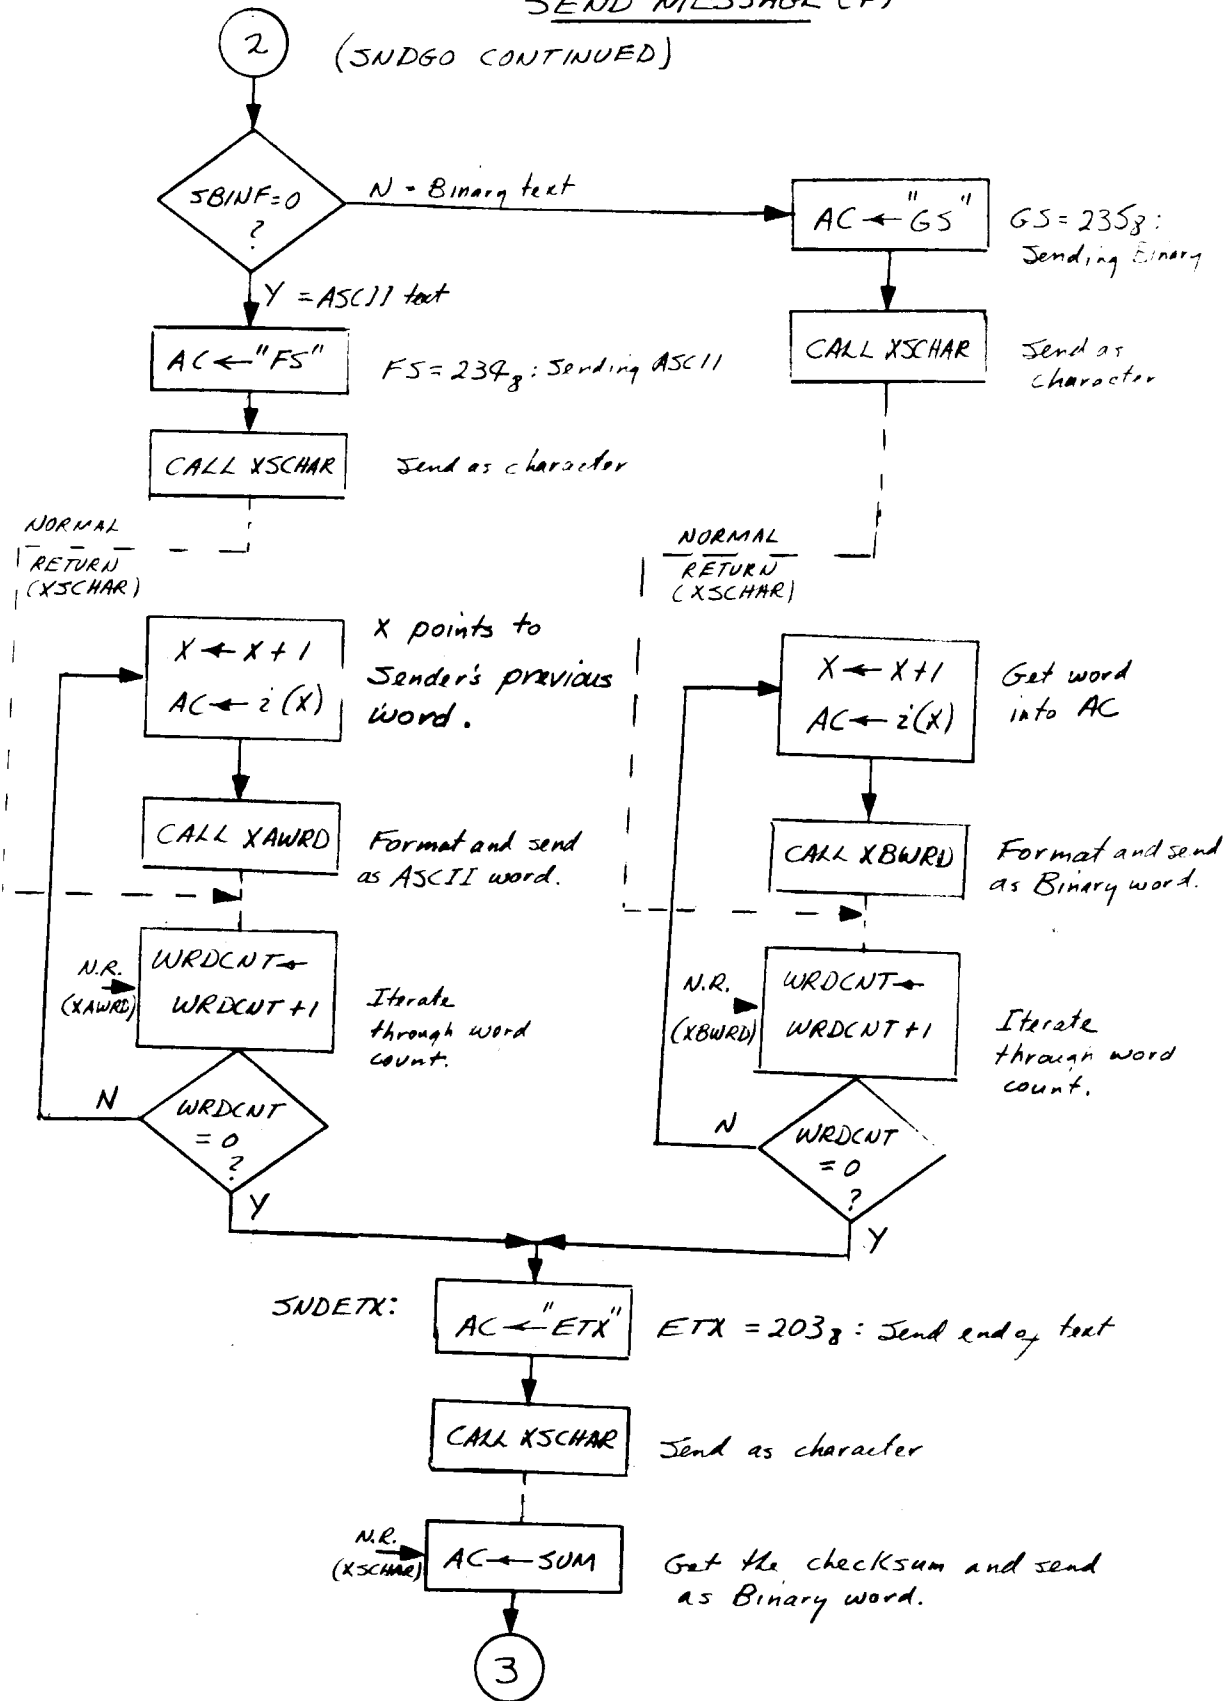 SEND MESSAGE (P)
2
(SNDGO CONTINUED)
SBINF=0
?
N = Binary text
AC ← "GS"
GS = 235₈:
Sending Binary
Y = ASCII text
AC ← "FS"
FS = 234₈: Sending ASCII
CALL XSCHAR
Send as
character
CALL XSCHAR
Send as character
NORMAL
RETURN
(XSCHAR)
NORMAL
RETURN
(XSCHAR)
X ← X + 1
AC ← i(X)
X points to
Sender's previous
word.
X ← X + 1
AC ← i(X)
Get word
into AC
CALL XAWRD
Format and send
as ASCII word.
CALL XBWRD
Format and send
as Binary word.
N.R.
(XAWRD)
WRDCNT ←
WRDCNT + 1
Iterate
through word
count.
N.R.
(XBWRD)
WRDCNT ←
WRDCNT + 1
Iterate
through word
count.
N
WRDCNT
= 0
?
Y
N
WRDCNT
= 0
?
Y
SNDETX:
AC ← "ETX"
ETX = 203₈: Send end of text
CALL XSCHAR
Send as character
N.R.
(XSCHAR)
AC ← SUM
Get the checksum and send
as Binary word.
3